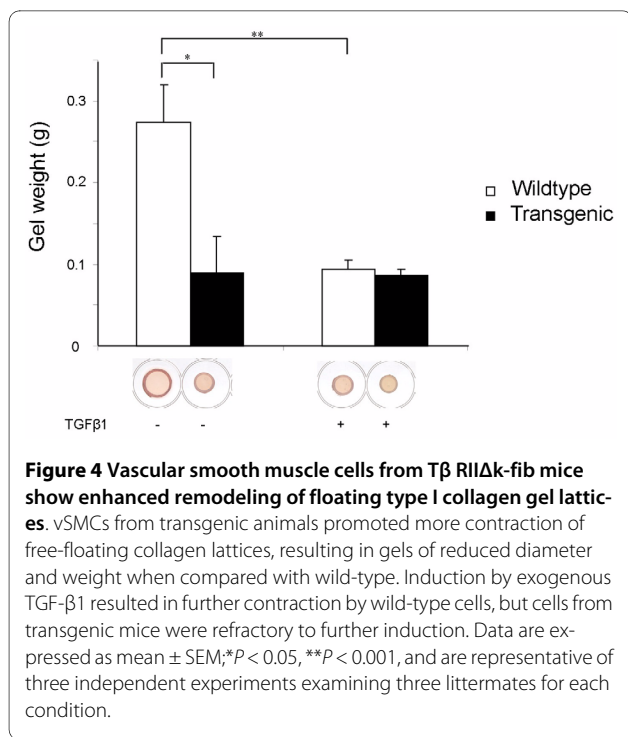 **
*
0.3
0.2
0.1
0
Gel weight (g)
Wildtype
Transgenic
TGFβ1 - - + +
Figure 4 Vascular smooth muscle cells from Tβ RIIΔk-fib mice
show enhanced remodeling of floating type I collagen gel lattic-
es. vSMCs from transgenic animals promoted more contraction of
free-floating collagen lattices, resulting in gels of reduced diameter
and weight when compared with wild-type. Induction by exogenous
TGF-β1 resulted in further contraction by wild-type cells, but cells from
transgenic mice were refractory to further induction. Data are ex-
pressed as mean ± SEM;*P < 0.05, **P < 0.001, and are representative of
three independent experiments examining three littermates for each
condition.